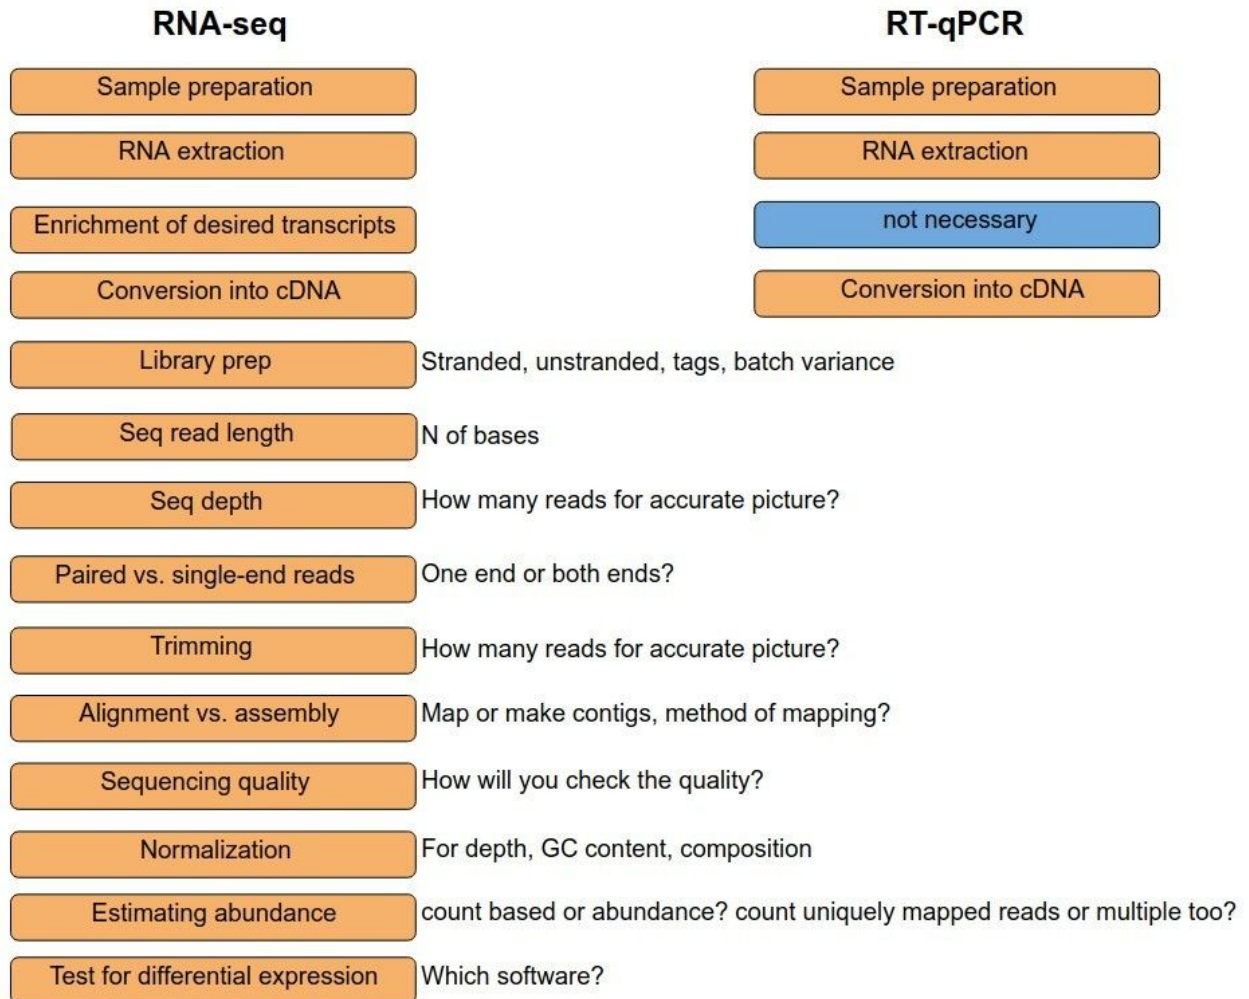 RNA-seq
RT-qPCR
Sample preparation
Sample preparation
RNA extraction
RNA extraction
Enrichment of desired transcripts
not necessary
Conversion into cDNA
Conversion into cDNA
Library prep
Stranded, unstranded, tags, batch variance
Seq read length
N of bases
Seq depth
How many reads for accurate picture?
Paired vs. single-end reads
One end or both ends?
Trimming
How many reads for accurate picture?
Alignment vs. assembly
Map or make contigs, method of mapping?
Sequencing quality
How will you check the quality?
Normalization
For depth, GC content, composition
Estimating abundance
count based or abundance? count uniquely mapped reads or multiple too?
Test for differential expression
Which software?